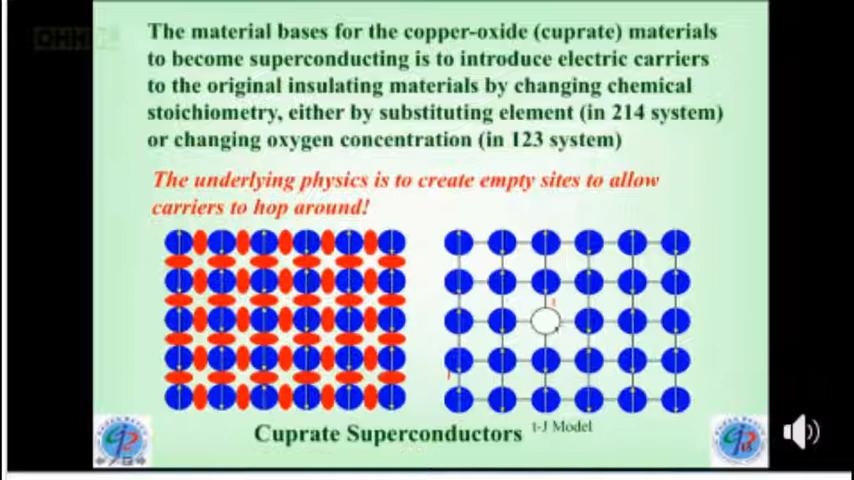 The material bases for the copper-oxide (cuprate) materials
to become superconducting is to introduce electric carriers
to the original insulating materials by changing chemical
stoichiometry, either by substituting element (in 214 system)
or changing oxygen concentration (in 123 system)
The underlying physics is to create empty sites to allow
carriers to hop around!
t
Cuprate Superconductors
t-J Model